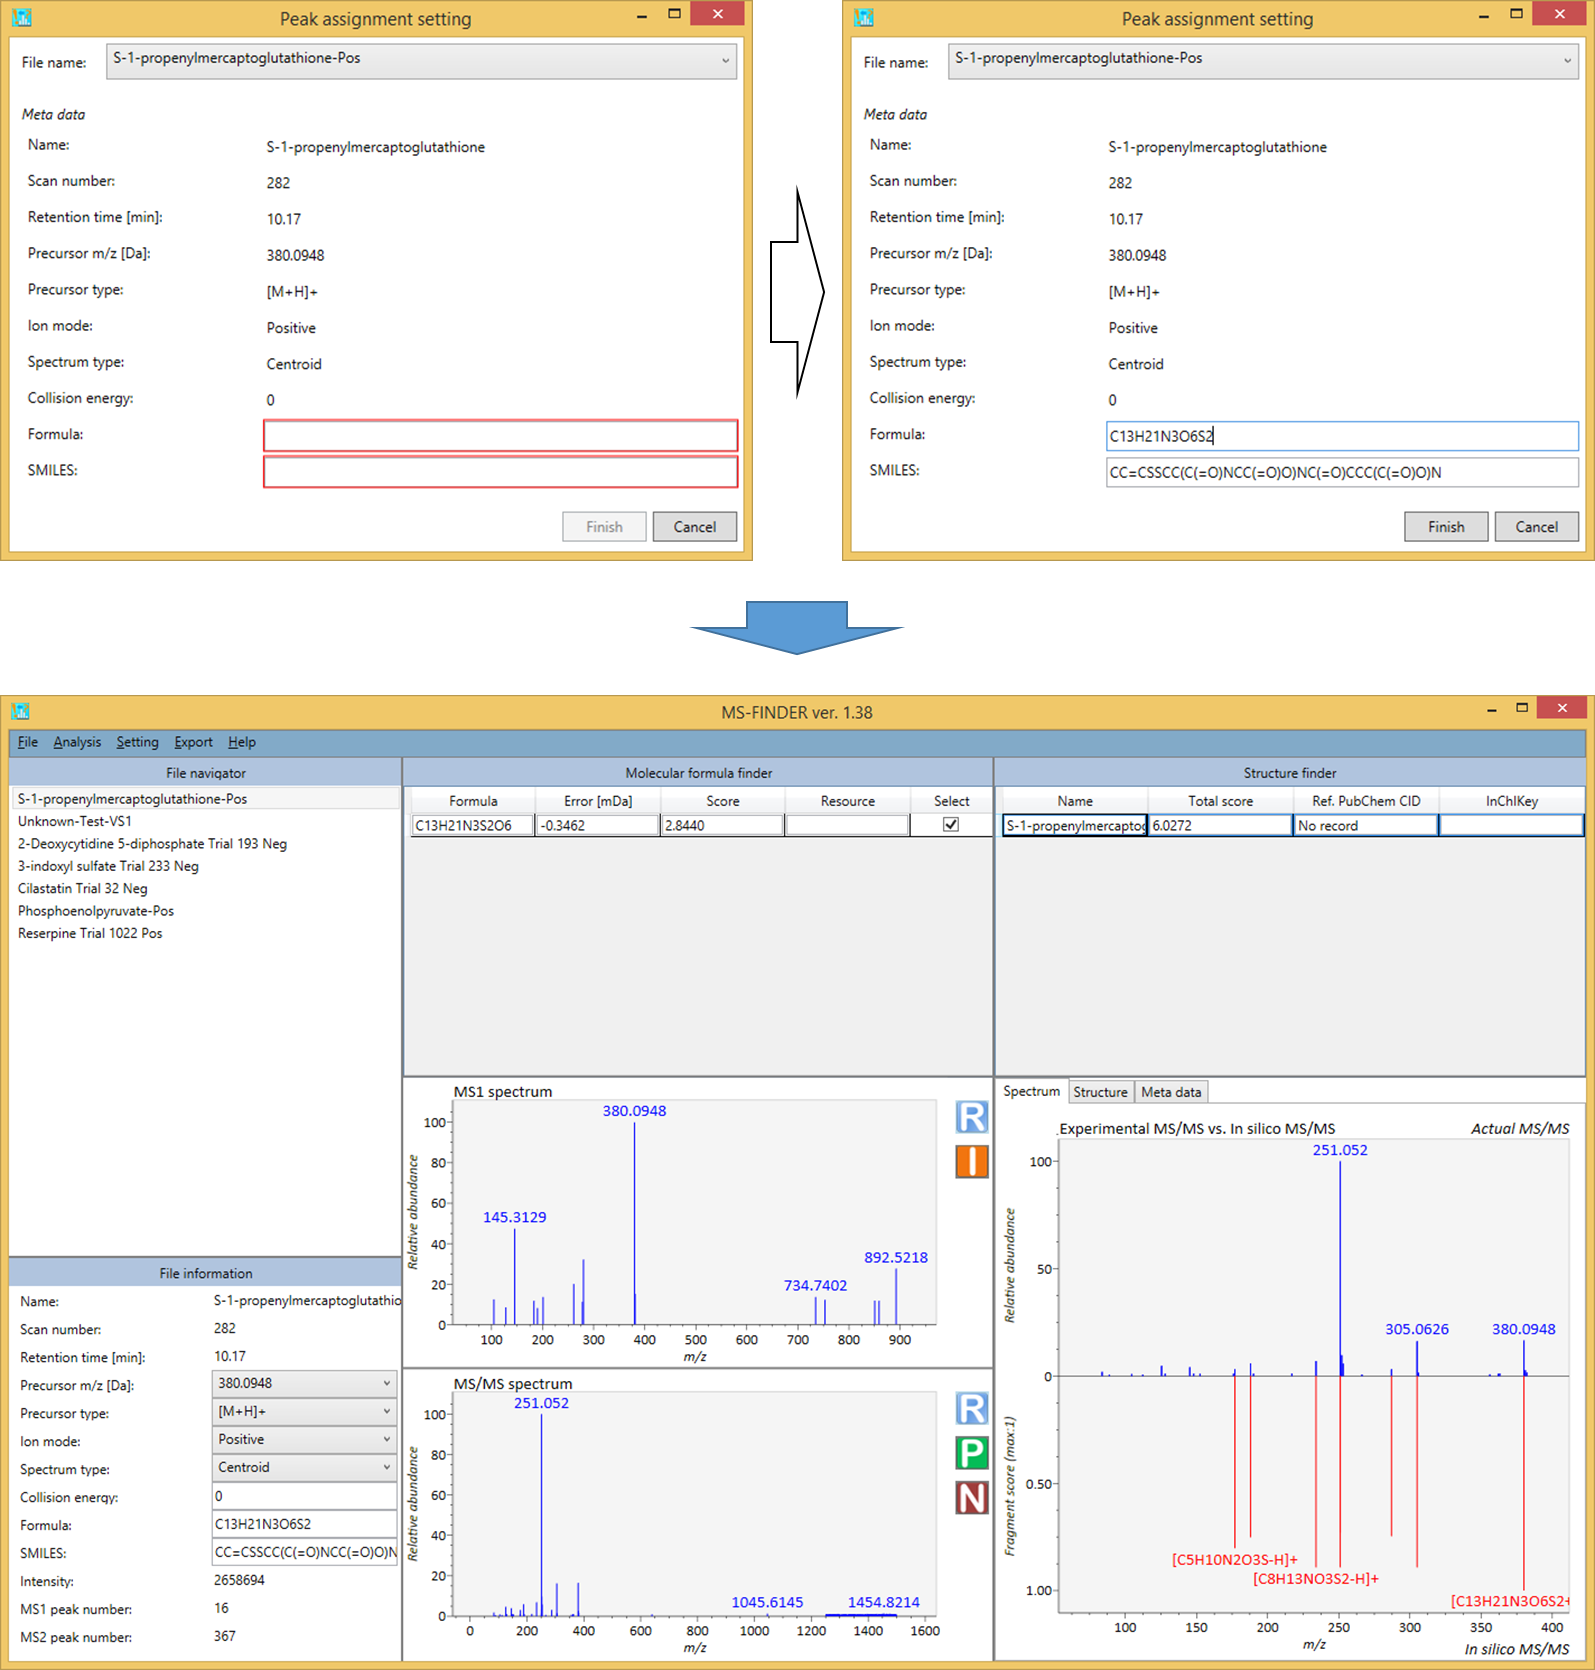 Peak assignment setting
File name: S-1-propenylmercaptoglutathione-Pos
Meta data
Name: S-1-propenylmercaptoglutathione
Scan number: 282
Retention time [min]: 10.17
Precursor m/z [Da]: 380.0948
Precursor type: [M+H]+
Ion mode: Positive
Spectrum type: Centroid
Collision energy: 0
Formula:
SMILES:
Finish Cancel
Peak assignment setting
File name: S-1-propenylmercaptoglutathione-Pos
Meta data
Name: S-1-propenylmercaptoglutathione
Scan number: 282
Retention time [min]: 10.17
Precursor m/z [Da]: 380.0948
Precursor type: [M+H]+
Ion mode: Positive
Spectrum type: Centroid
Collision energy: 0
Formula: C13H21N3O6S2
SMILES: CC=CSSCC(C(=O)NCC(=O)O)NC(=O)CCC(C(=O)O)N
Finish Cancel
MS-FINDER ver. 1.38
File Analysis Setting Export Help
File navigator
S-1-propenylmercaptoglutathione-Pos
Unknown-Test-VS1
2-Deoxycytidine 5-diphosphate Trial 193 Neg
3-indoxyl sulfate Trial 233 Neg
Cilastatin Trial 32 Neg
Phosphoenolpyruvate-Pos
Reserpine Trial 1022 Pos
Molecular formula finder
Formula Error [mDa] Score Resource Select
C13H21N3S2O6 -0.3462 2.8440
Structure finder
Name Total score Ref. PubChem CID InChIKey
S-1-propenylmercaptog 6.0272 No record
File information
Name: S-1-propenylmercaptoglutathio
Scan number: 282
Retention time [min]: 10.17
Precursor m/z [Da]: 380.0948
Precursor type: [M+H]+
Ion mode: Positive
Spectrum type: Centroid
Collision energy: 0
Formula: C13H21N3O6S2
SMILES: CC=CSSCC(C(=O)NCC(=O)O)N
Intensity: 2658694
MS1 peak number: 16
MS2 peak number: 367
MS1 spectrum
380.0948
145.3129
892.5218
734.7402
100
80
60
40
20
0
Relative abundance
100 200 300 400 500 600 700 800 900
m/z
R
I
MS/MS spectrum
251.052
1045.6145 1454.8214
100
80
60
40
20
0
Relative abundance
0 200 400 600 800 1000 1200 1400 1600
m/z
R
P
N
Spectrum Structure Meta data
Experimental MS/MS vs. In silico MS/MS Actual MS/MS
251.052
305.0626 380.0948
100
50
0
0.50
1.00
Relative abundance
Fragment score (max:1)
[C5H10N2O3S-H]+
[C8H13NO3S2-H]+
[C13H21N3O6S2+
100 150 200 250 300 350 400
m/z
In silico MS/MS